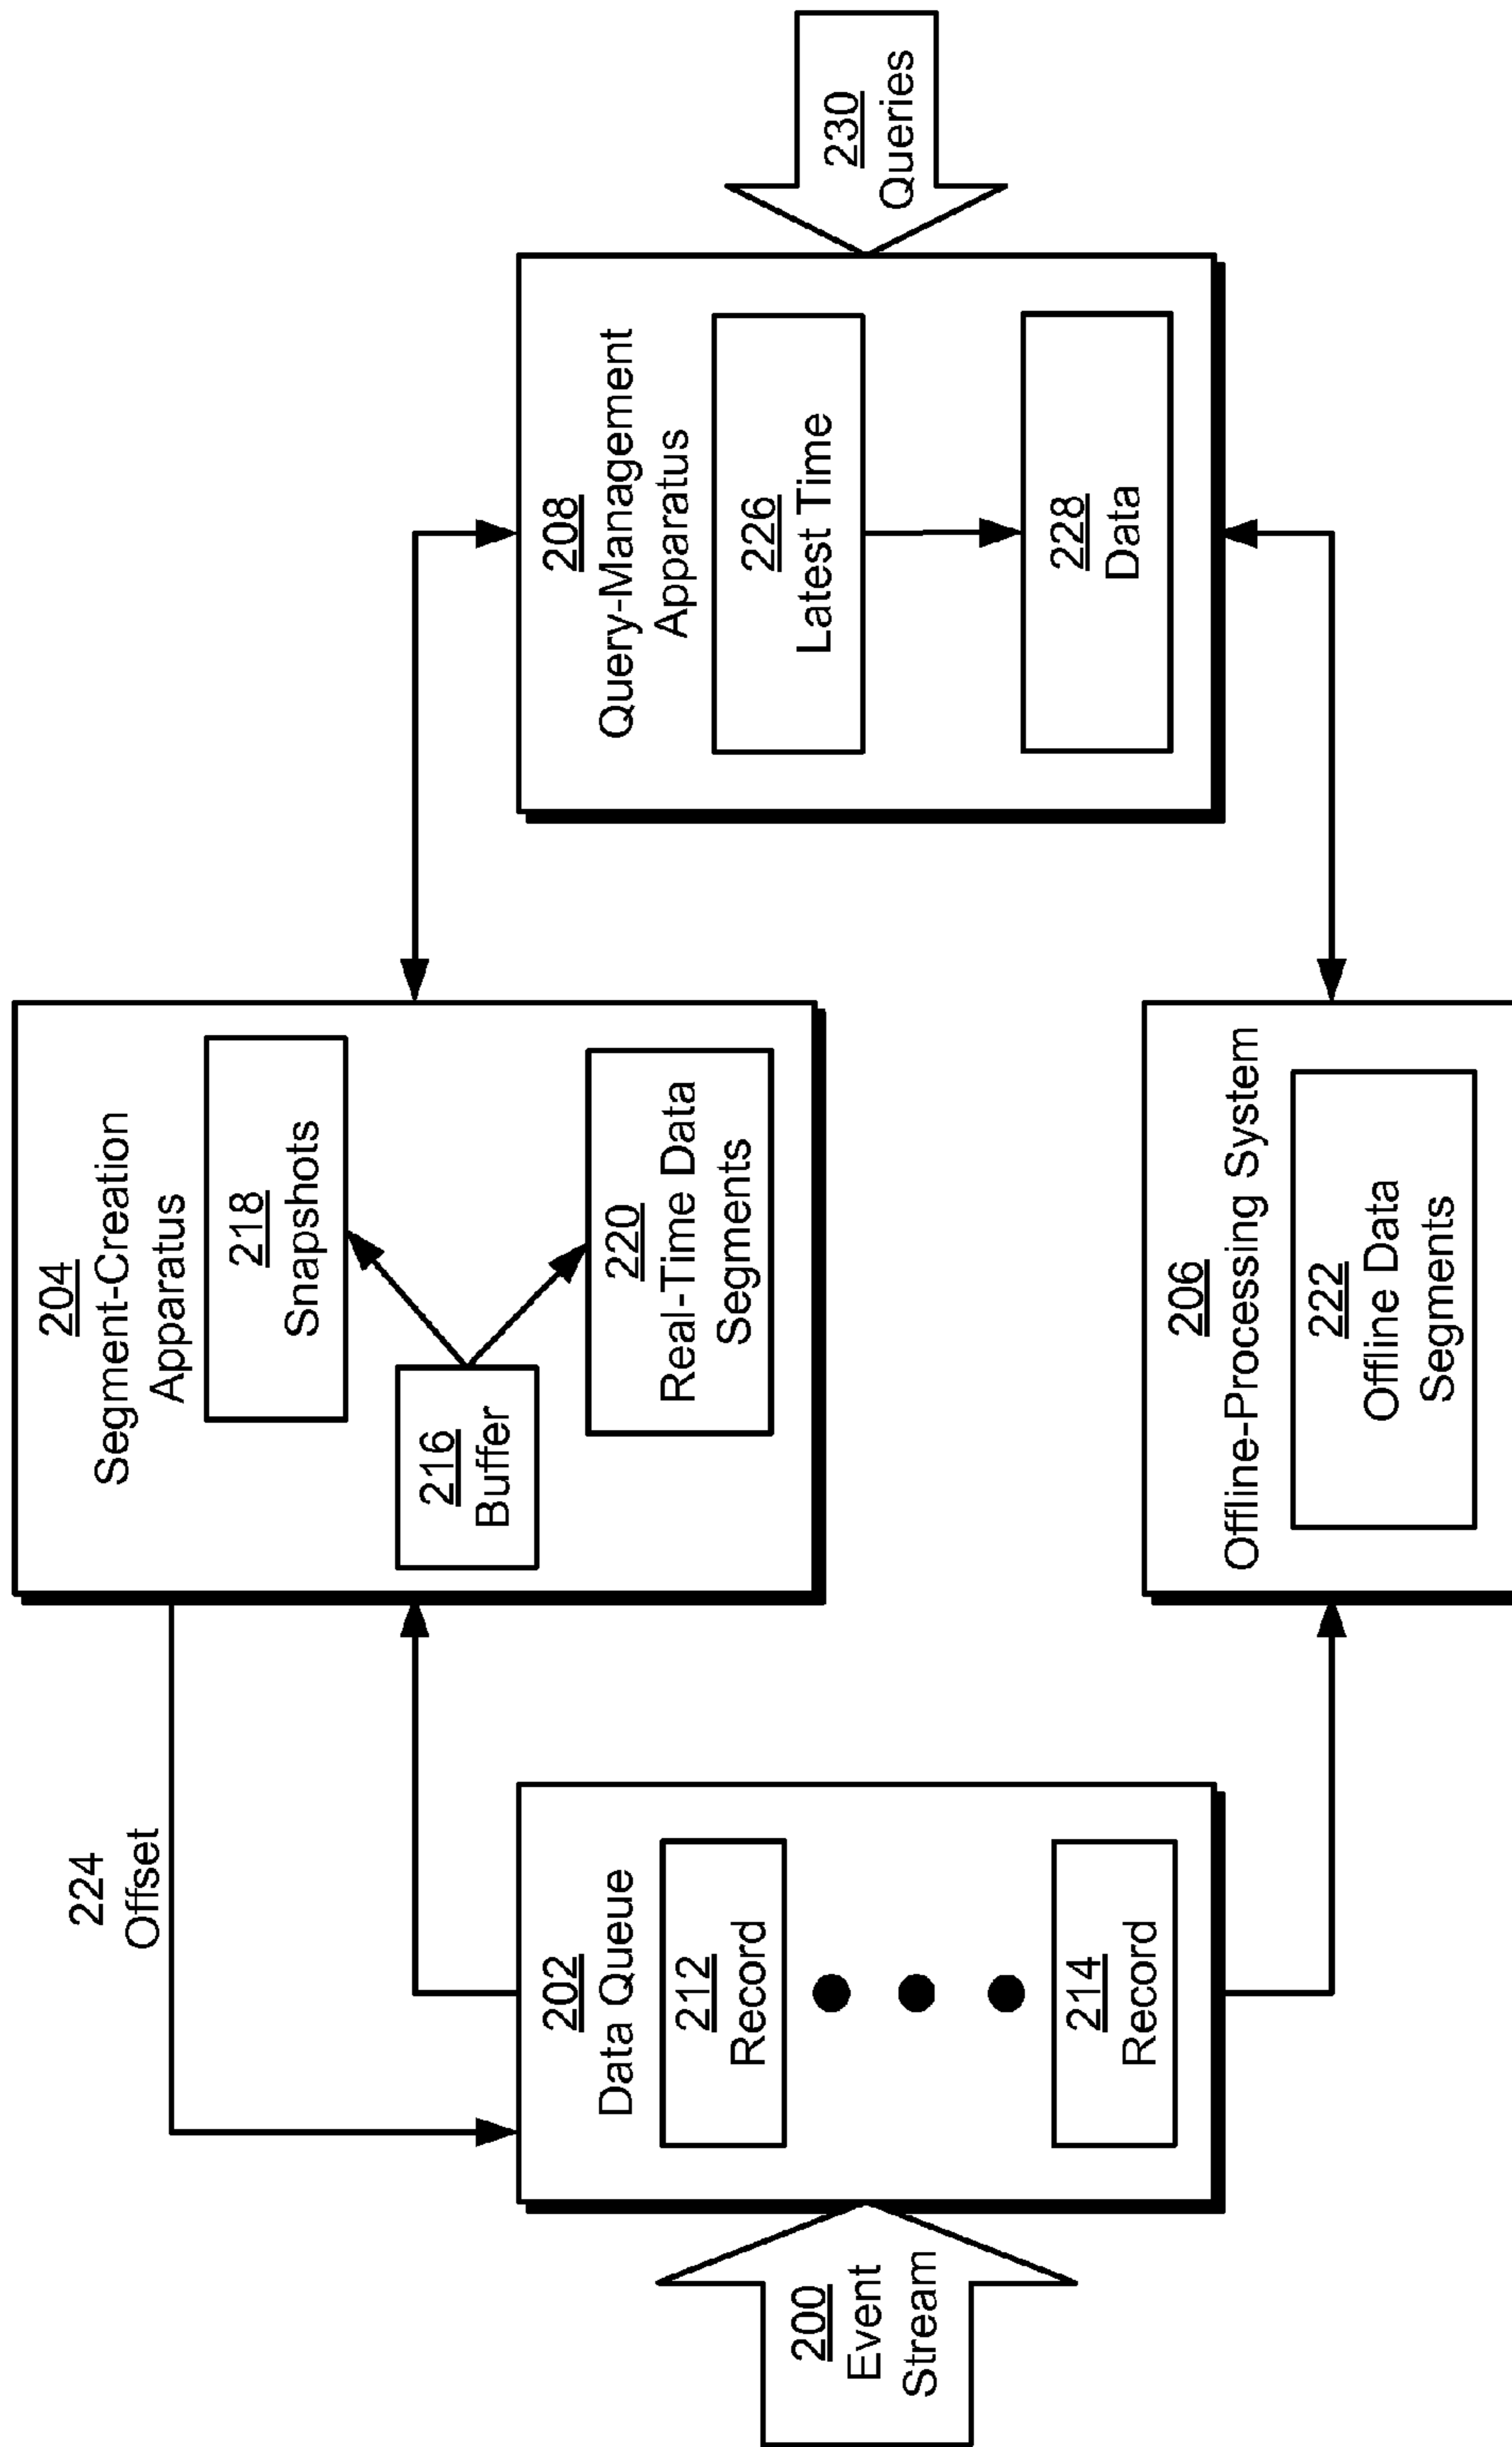 200
Event
Stream
202
Data Queue
212
Record
214
Record
224
Offset
204
Segment-Creation
Apparatus
218
Snapshots
216
Buffer
220
Real-Time Data
Segments
206
Offline-Processing System
222
Offline Data
Segments
208
Query-Management
Apparatus
226
Latest Time
228
Data
230
Queries